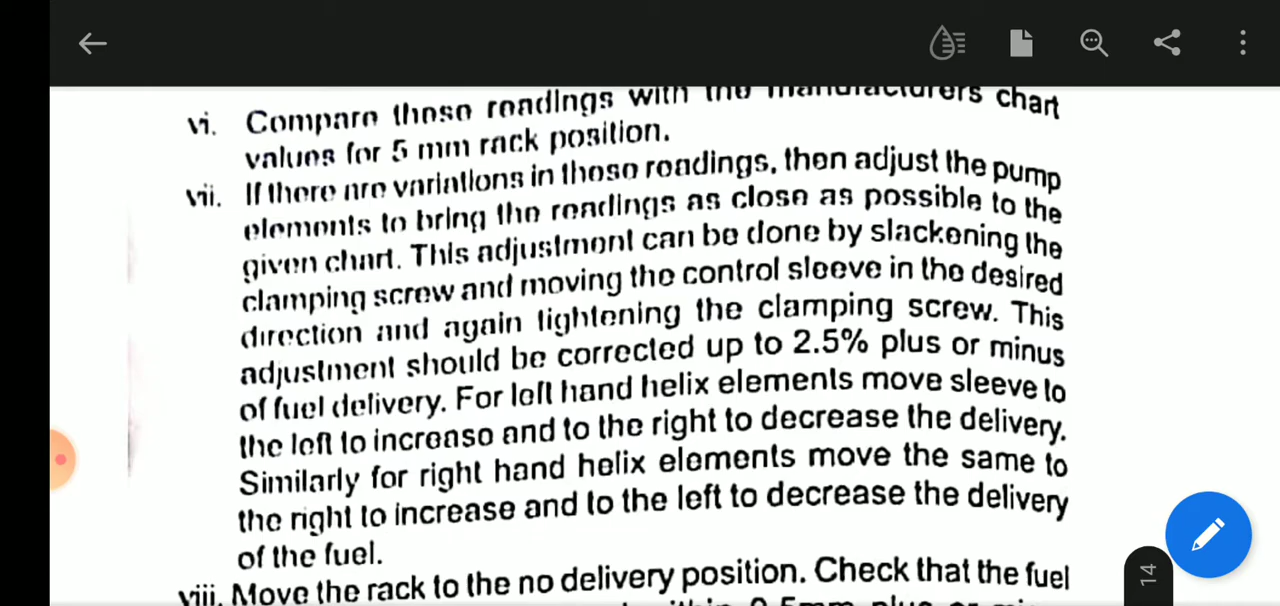 vi. Compare these readings with the manufacturers chart
values for 5 mm rack position.
vii. If there are variations in these readings, then adjust the pump
elements to bring the readings as close as possible to the
given chart. This adjustment can be done by slackening the
clamping screw and moving the control sleeve in the desired
direction and again tightening the clamping screw. This
adjustment should be corrected up to 2.5% plus or minus
of fuel delivery. For left hand helix elements move sleeve to
the left to increase and to the right to decrease the delivery.
Similarly for right hand helix elements move the same to
the right to increase and to the left to decrease the delivery
of the fuel.
viii. Move the rack to the no delivery position. Check that the fuel
0.5mm plus or
14